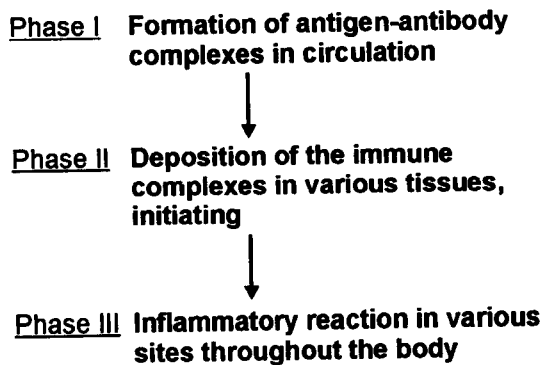 Phase I Formation of antigen-antibody
complexes in circulation
Phase II Deposition of the immune
complexes in various tissues,
initiating
Phase III Inflammatory reaction in various
sites throughout the body